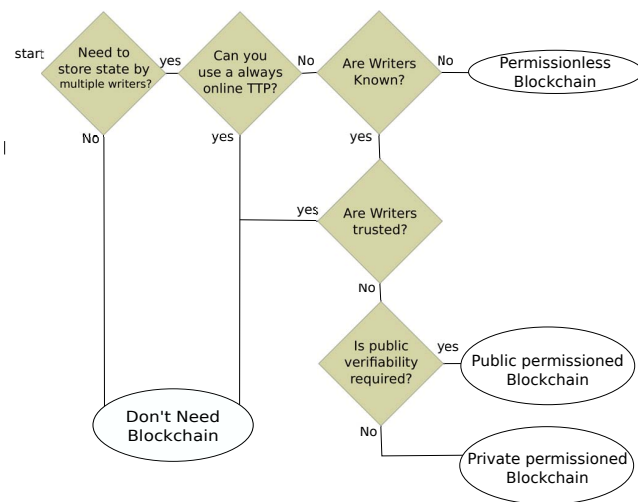 start
Need to
store state by
multiple writers?
yes
Can you
use a always
online TTP?
No
Are Writers
Known?
No
Permissionless
Blockchain
No
yes
yes
|
yes
Are Writers
trusted?
No
Is public
verifiability
required?
yes
Public permissioned
Blockchain
Don't Need
Blockchain
No
Private permissioned
Blockchain